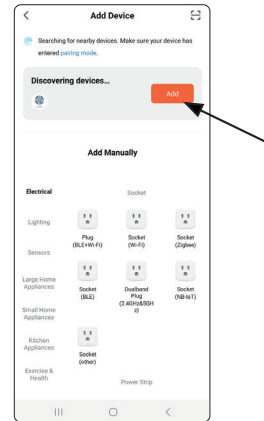 Add Device
Searching for nearby devices. Make sure your device has
entered pairing mode.
Discovering devices...
Add
Add Manually
Electrical
Socket
Lighting
Plug
(BLE+Wi-Fi)
Socket
(Wi-Fi)
Socket
(Zigbee)
Sensors
Large Home
Appliances
Socket
(BLE)
Dualband
Plug
(2.4GHz&5GH
z)
Socket
(NB-IoT)
Small Home
Appliances
Kitchen
Appliances
Socket
(other)
Exercise &
Health
Power Strip